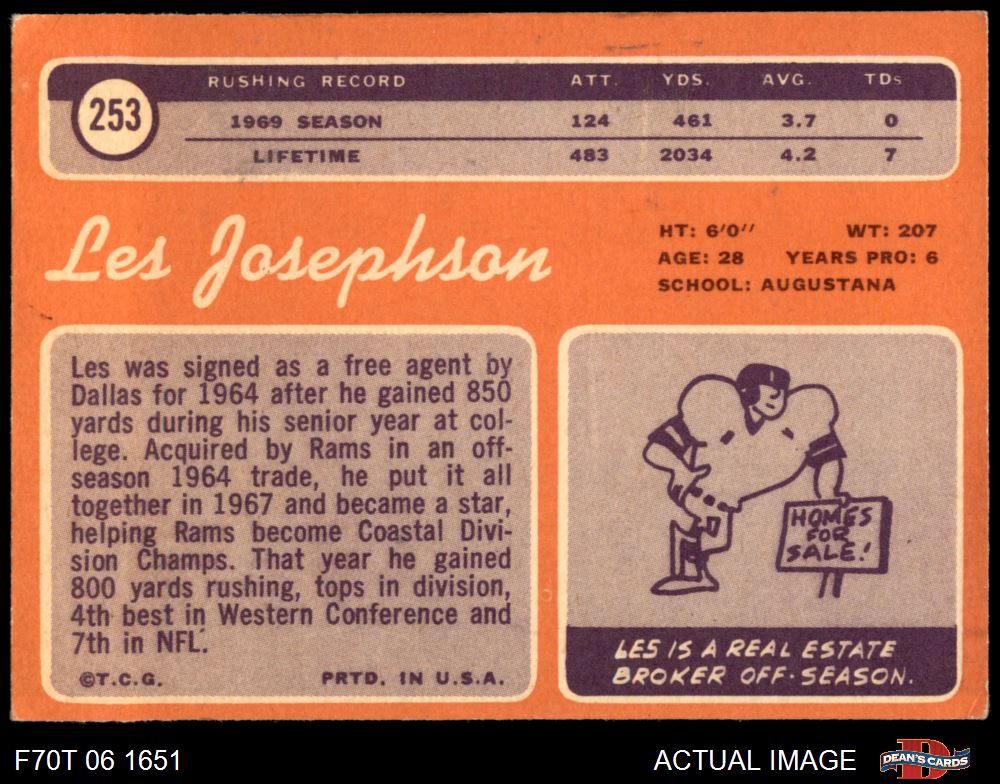 RUSHING RECORD ATT. YDS. AVG. TDs
253
1969 SEASON 124 461 3.7 0
LIFETIME 483 2034 4.2 7
Les Josephson
HT: 6'0'' WT: 207
AGE: 28 YEARS PRO: 6
SCHOOL: AUGUSTANA
Les was signed as a free agent by
Dallas for 1964 after he gained 850
yards during his senior year at col-
lege. Acquired by Rams in an off-
season 1964 trade, he put it all
together in 1967 and became a star,
helping Rams become Coastal Divi-
sion Champs. That year he gained
800 yards rushing, tops in division,
4th best in Western Conference and
7th in NFL.
©T.C.G. PRTD. IN U.S.A.
HOMES
FOR
SALE!
LES IS A REAL ESTATE
BROKER OFF-SEASON.
F70T 06 1651
ACTUAL IMAGE
D
DEAN'S CARDS